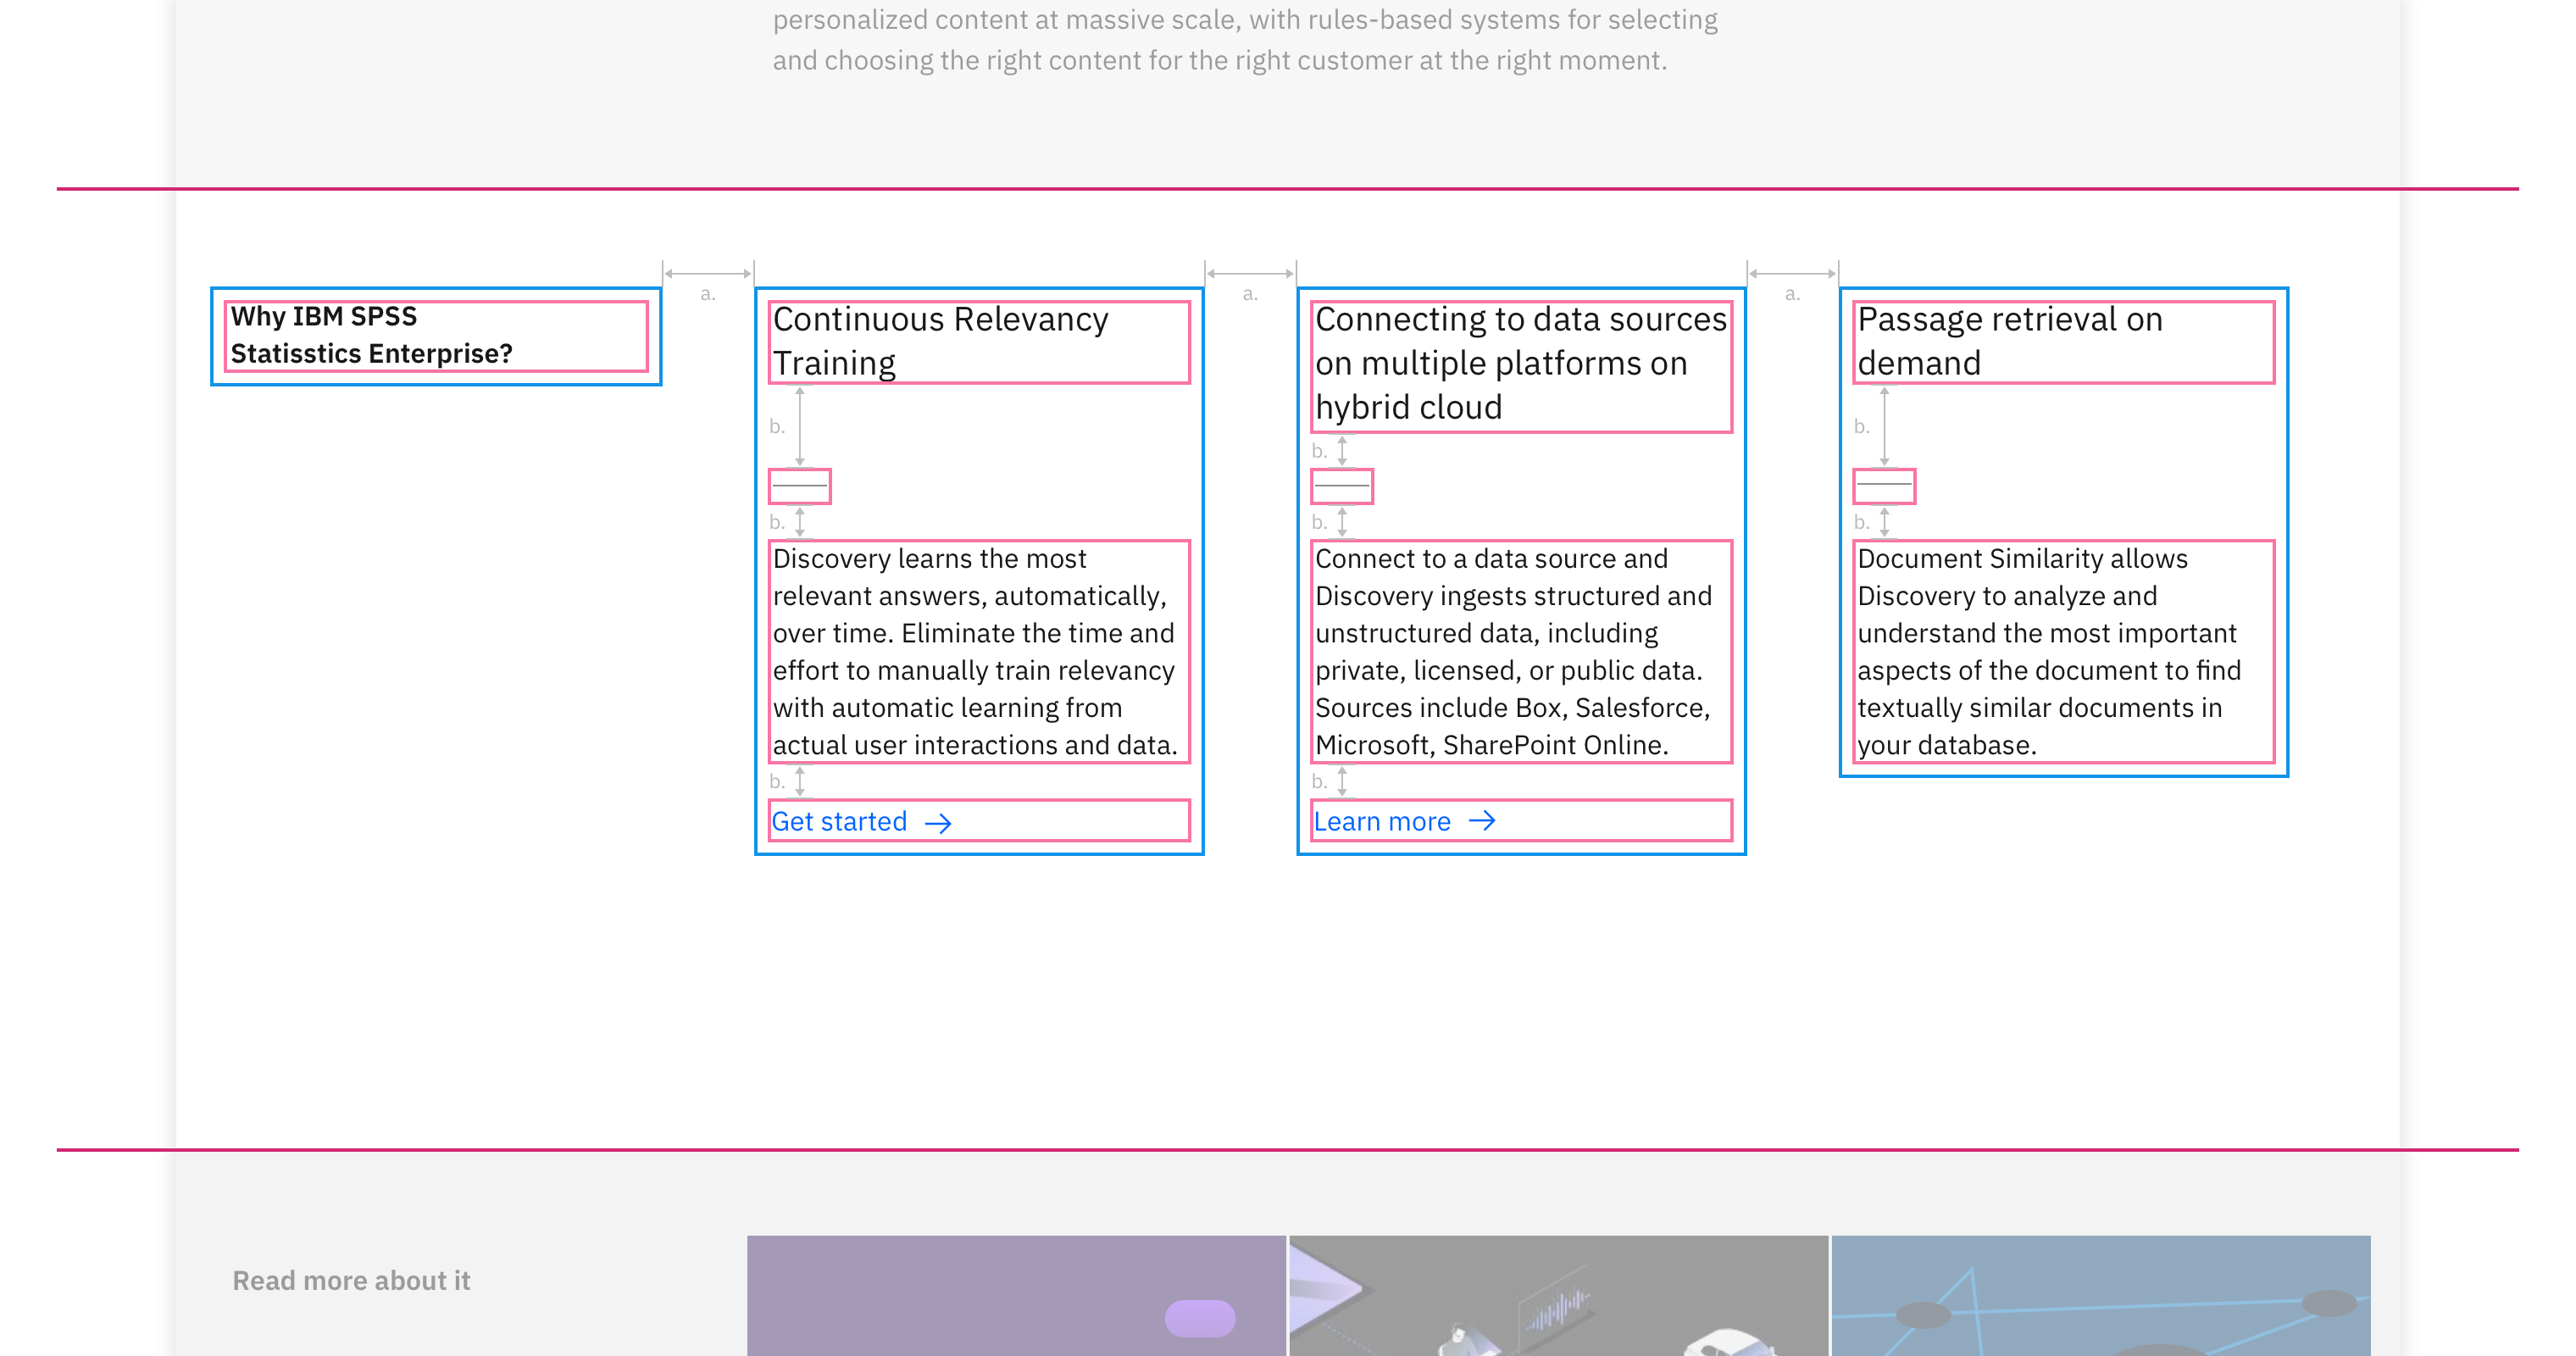 personalized content at massive scale, with rules-based systems for selecting
and choosing the right content for the right customer at the right moment.
a.
a.
a.
Why IBM SPSS
Statisstics Enterprise?
Continuous Relevancy
Training
b.
b.
Discovery learns the most
relevant answers, automatically,
over time. Eliminate the time and
effort to manually train relevancy
with automatic learning from
actual user interactions and data.
b.
Get started →
Connecting to data sources
on multiple platforms on
hybrid cloud
b.
b.
Connect to a data source and
Discovery ingests structured and
unstructured data, including
private, licensed, or public data.
Sources include Box, Salesforce,
Microsoft, SharePoint Online.
b.
Learn more →
Passage retrieval on
demand
b.
b.
Document Similarity allows
Discovery to analyze and
understand the most important
aspects of the document to find
textually similar documents in
your database.
Read more about it